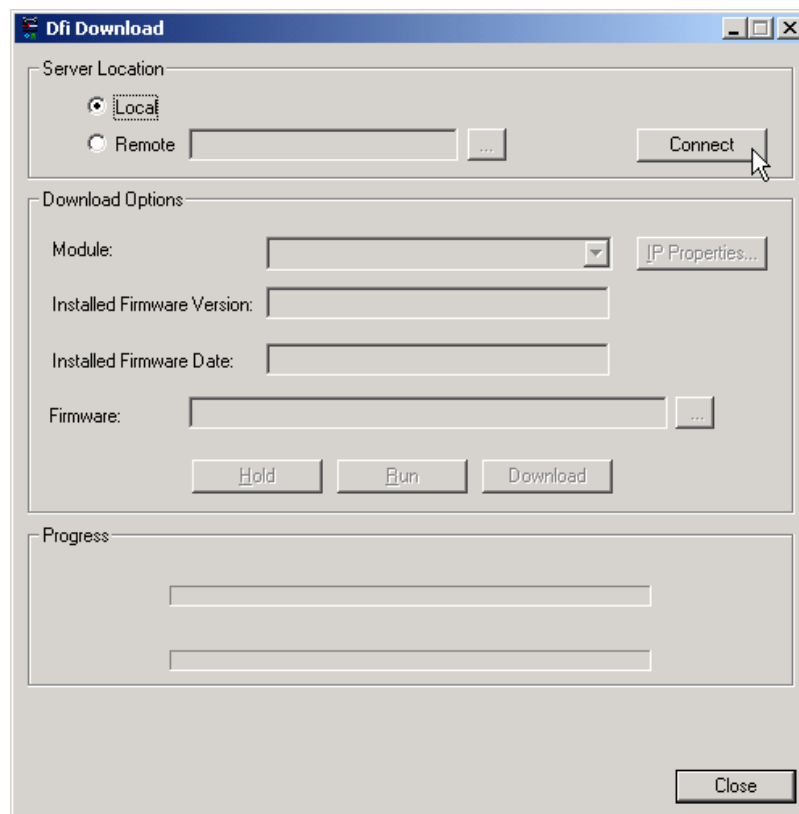 Dfi Download
Server Location
Local
Remote ... Connect
Download Options
Module: IP Properties...
Installed Firmware Version:
Installed Firmware Date:
Firmware: ...
Hold Run Download
Progress
Close